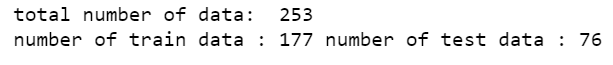 total number of data:  253
number of train data : 177 number of test data : 76